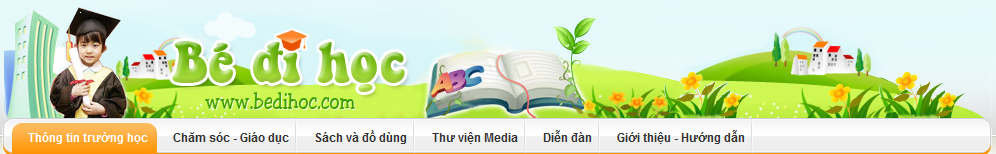 Bé đi học
www.bedihoc.com
ABC
Thông tin trường học Chăm sóc - Giáo dục Sách và đồ dùng Thư viện Media Diễn đàn Giới thiệu - Hướng dẫn